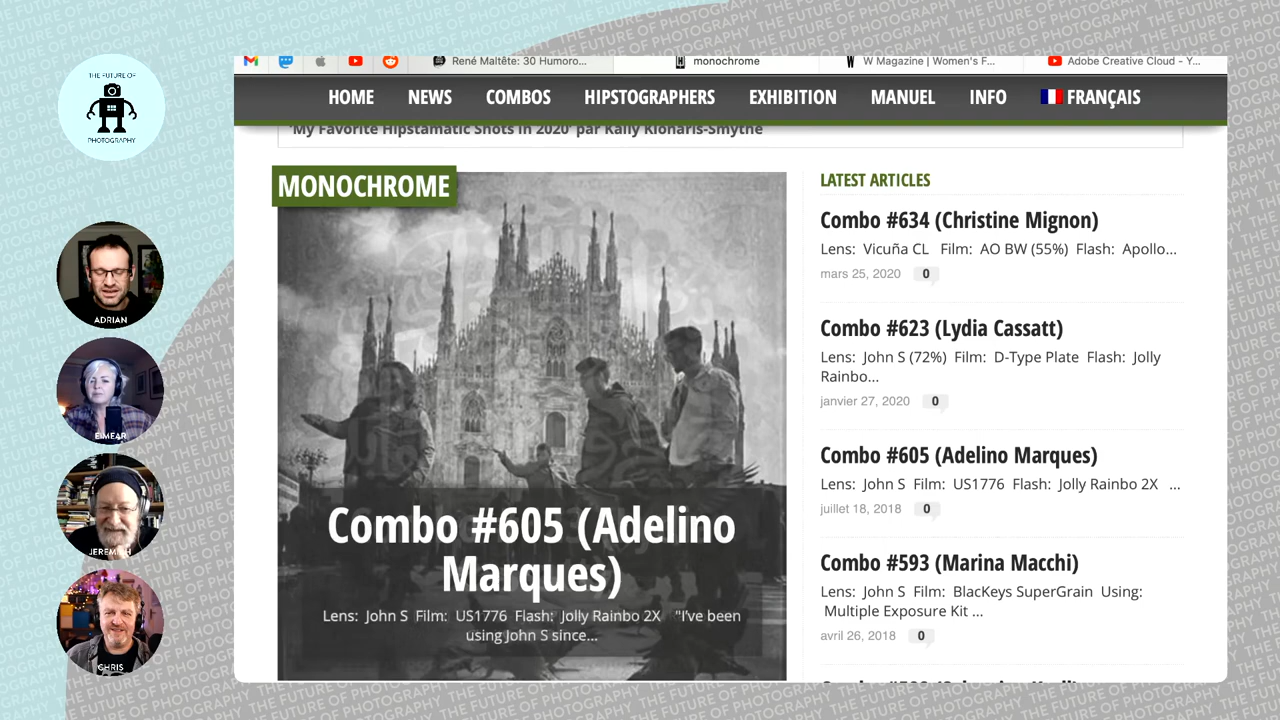 THE FUTURE OF
PHOTOGRAPHY
ADRIAN
EIMEAR
JEREMIAH
CHRIS
René Maltête: 30 Humoro...
monochrome
W Magazine | Women's F...
Adobe Creative Cloud - Y...
HOME NEWS COMBOS HIPSTOGRAPHERS EXHIBITION MANUEL INFO FRANÇAIS
'My Favorite Hipstamatic Shots in 2020' par Kally Klonaris-Smythe
MONOCHROME
Combo #605 (Adelino
Marques)
Lens: John S Film: US1776 Flash: Jolly Rainbo 2X "I've been
using John S since...
LATEST ARTICLES
Combo #634 (Christine Mignon)
Lens: Vicuña CL Film: AO BW (55%) Flash: Apollo...
mars 25, 2020 0
Combo #623 (Lydia Cassatt)
Lens: John S (72%) Film: D-Type Plate Flash: Jolly
Rainbo...
janvier 27, 2020 0
Combo #605 (Adelino Marques)
Lens: John S Film: US1776 Flash: Jolly Rainbo 2X ...
juillet 18, 2018 0
Combo #593 (Marina Macchi)
Lens: John S Film: BlacKeys SuperGrain Using:
Multiple Exposure Kit ...
avril 26, 2018 0